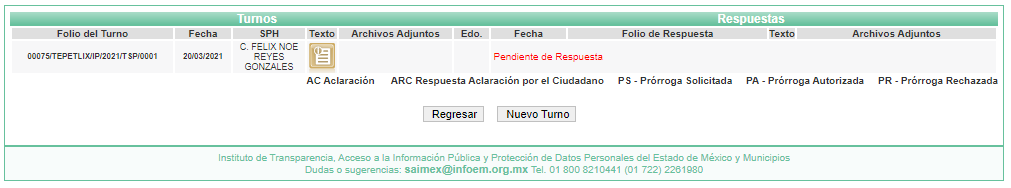 Turnos Respuestas
Folio del Turno Fecha SPH Texto Archivos Adjuntos Edo. Fecha Folio de Respuesta Texto Archivos Adjuntos
00075/TEPETLIX/IP/2021/TSP/0001 20/03/2021 C. FELIX NOE REYES GONZALES Pendiente de Respuesta
AC Aclaración ARC Respuesta Aclaración por el Ciudadano PS - Prórroga Solicitada PA - Prórroga Autorizada PR - Prórroga Rechazada
Regresar Nuevo Turno
Instituto de Transparencia, Acceso a la Información Pública y Protección de Datos Personales del Estado de México y Municipios
Dudas o sugerencias: saimex@infoem.org.mx Tel. 01 800 8210441 (01 722) 2261980